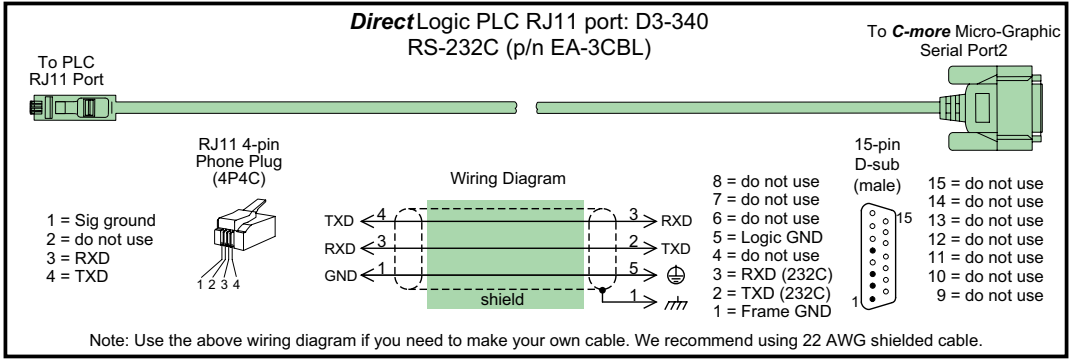 DirectLogic PLC RJ11 port: D3-340
RS-232C (p/n EA-3CBL)
To PLC
RJ11 Port
To C-more Micro-Graphic
Serial Port2
RJ11 4-pin
Phone Plug
(4P4C)
1 = Sig ground
2 = do not use
3 = RXD
4 = TXD
1 2 3 4
Wiring Diagram
TXD 4 3 RXD
RXD 3 2 TXD
GND 1 5
1
shield
8 = do not use
7 = do not use
6 = do not use
5 = Logic GND
4 = do not use
3 = RXD (232C)
2 = TXD (232C)
1 = Frame GND
15-pin
D-sub
(male)
15
1
15 = do not use
14 = do not use
13 = do not use
12 = do not use
11 = do not use
10 = do not use
9 = do not use
Note: Use the above wiring diagram if you need to make your own cable. We recommend using 22 AWG shielded cable.